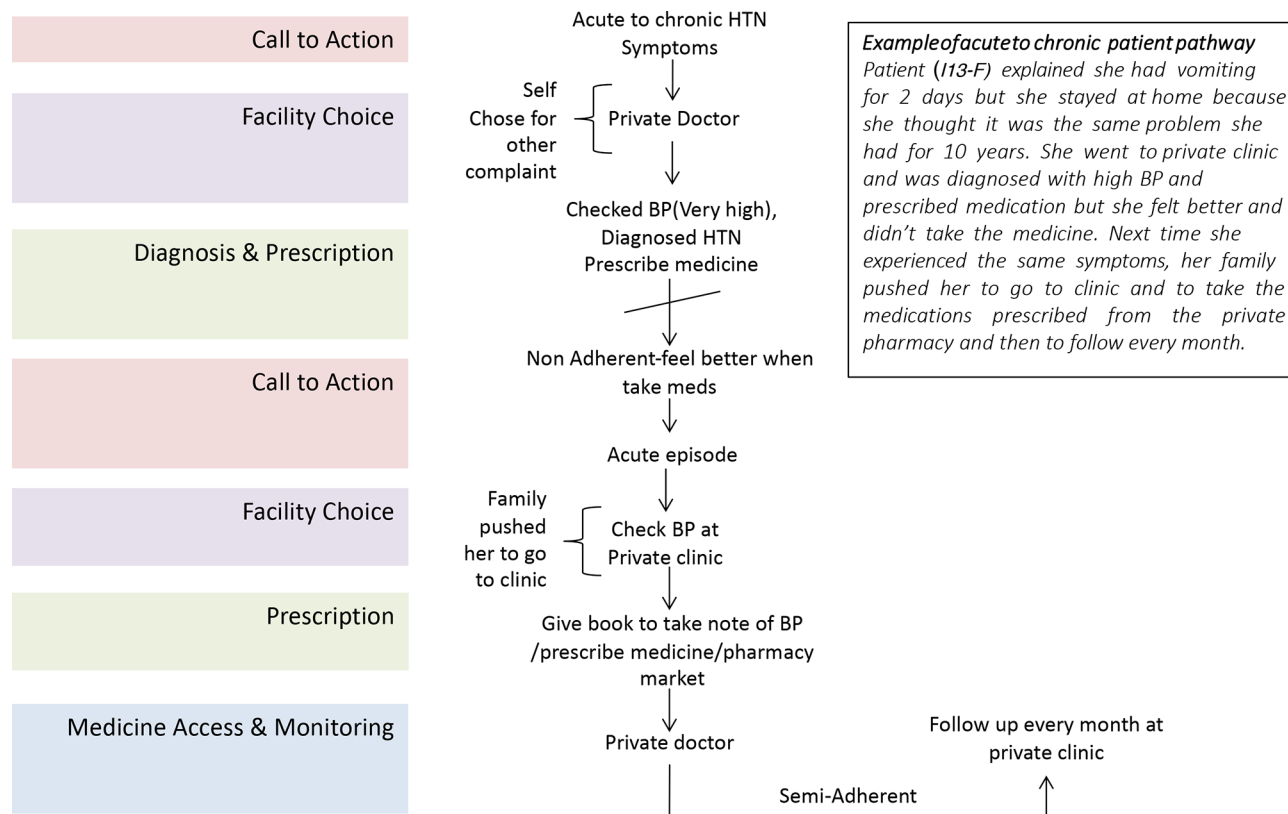 Call to Action
Acute to chronic HTN
Symptoms
Facility Choice
Self
Chose for
other
complaint
Private Doctor
Checked BP(Very high),
Diagnosed HTN
Prescribe medicine
Diagnosis & Prescription
Non Adherent-feel better when
take meds
Call to Action
Acute episode
Facility Choice
Family
pushed
her to go
to clinic
Check BP at
Private clinic
Prescription
Give book to take note of BP
/prescribe medicine/pharmacy
market
Medicine Access & Monitoring
Private doctor
Semi-Adherent
Follow up every month at
private clinic
Exampleofacuteto chronic patient pathway
Patient (I13-F) explained she had vomiting
for 2 days but she stayed at home because
she thought it was the same problem she
had for 10 years. She went to private clinic
and was diagnosed with high BP and
prescribed medication but she felt better and
didn't take the medicine. Next time she
experienced the same symptoms, her family
pushed her to go to clinic and to take the
medications prescribed from the private
pharmacy and then to follow every month.